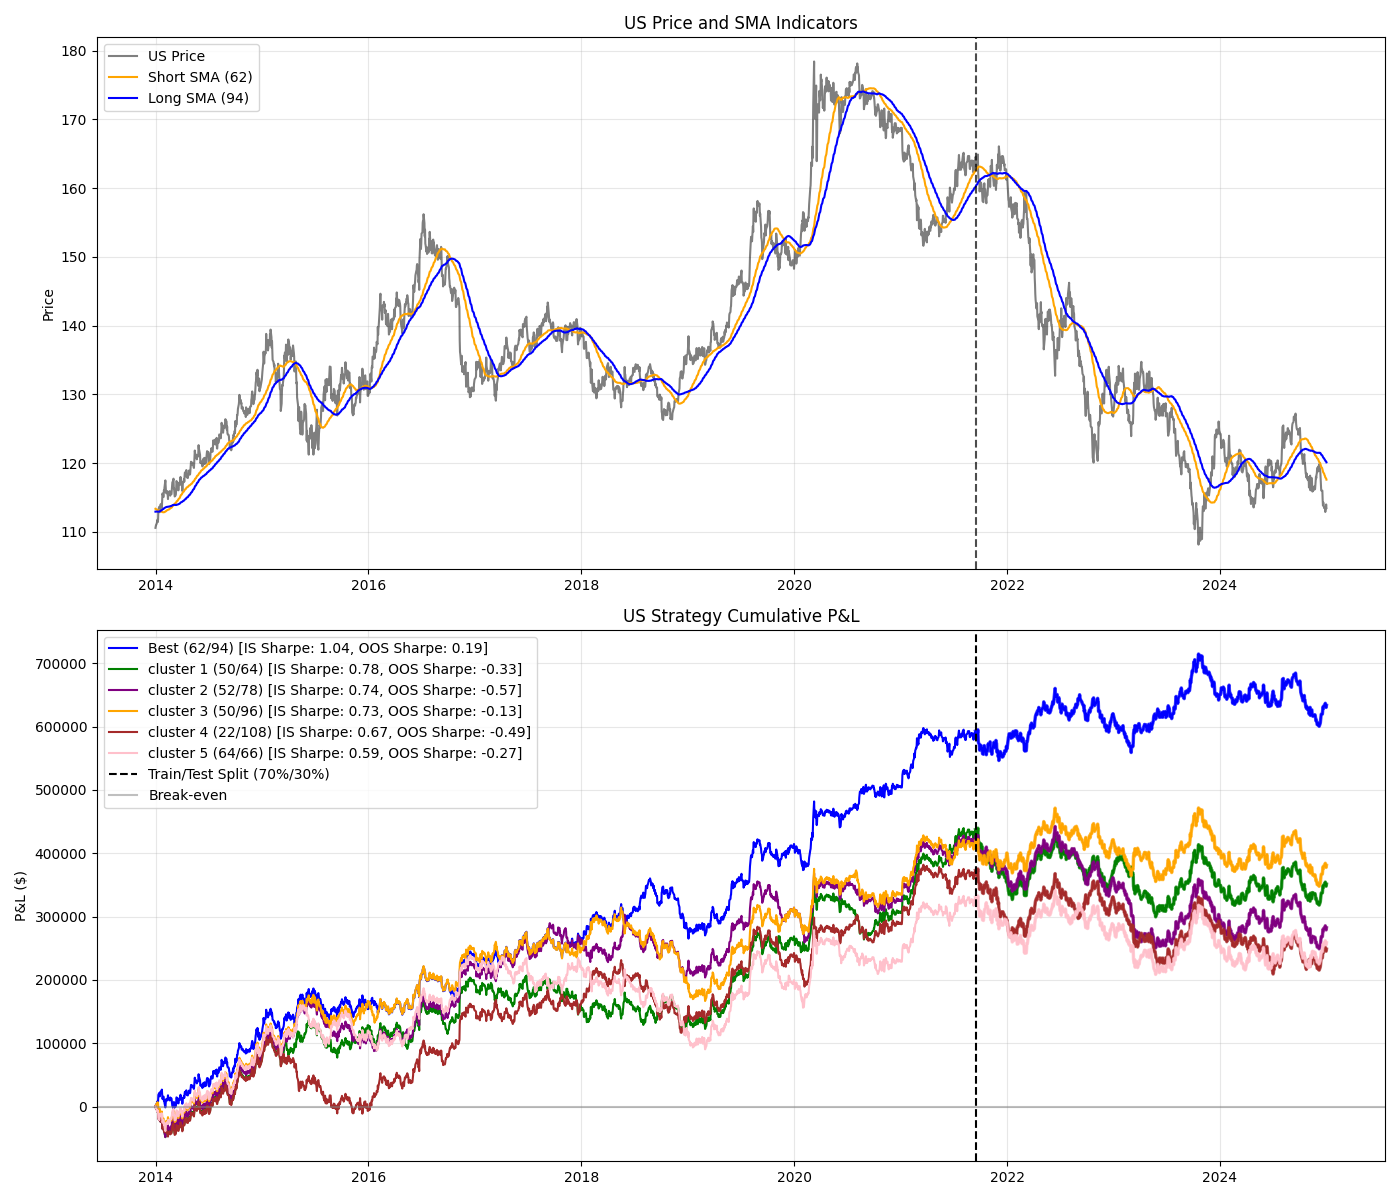 US Price and SMA Indicators
US Price
Short SMA (62)
Long SMA (94)
Price
180
170
160
150
140
130
120
110
2014
2016
2018
2020
2022
2024
US Strategy Cumulative P&L
Best (62/94) [IS Sharpe: 1.04, OOS Sharpe: 0.19]
cluster 1 (50/64) [IS Sharpe: 0.78, OOS Sharpe: -0.33]
cluster 2 (52/78) [IS Sharpe: 0.74, OOS Sharpe: -0.57]
cluster 3 (50/96) [IS Sharpe: 0.73, OOS Sharpe: -0.13]
cluster 4 (22/108) [IS Sharpe: 0.67, OOS Sharpe: -0.49]
cluster 5 (64/66) [IS Sharpe: 0.59, OOS Sharpe: -0.27]
Train/Test Split (70%/30%)
Break-even
P&L ($)
700000
600000
500000
400000
300000
200000
100000
0
2014
2016
2018
2020
2022
2024